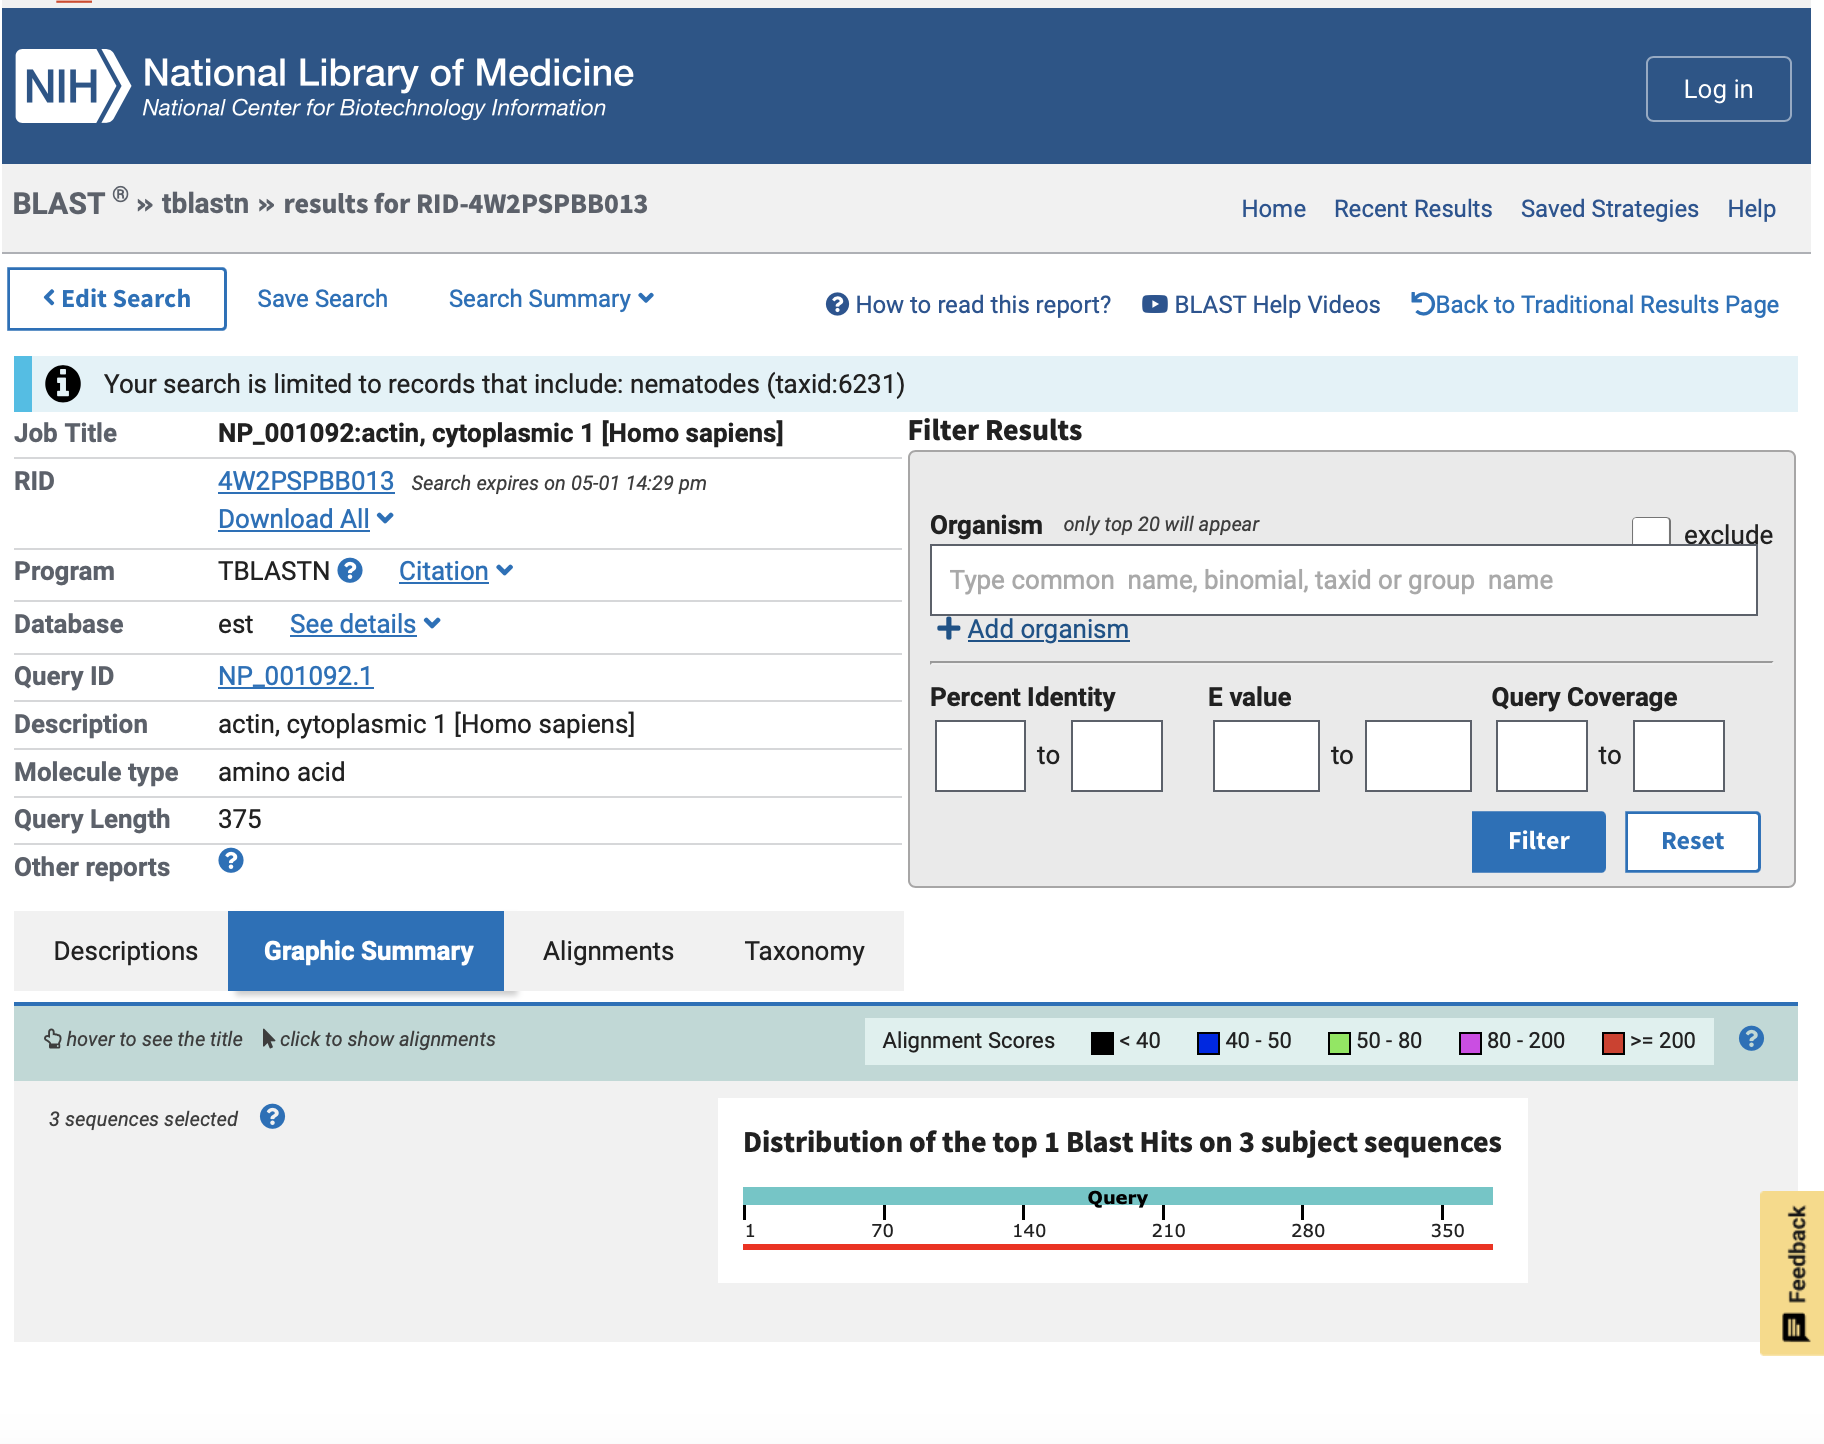 NIH National Library of Medicine
National Center for Biotechnology Information
Log in
BLAST ® » tblastn » results for RID-4W2PSPBB013
Home Recent Results Saved Strategies Help
Edit Search Save Search Search Summary
How to read this report? BLAST Help Videos Back to Traditional Results Page
Your search is limited to records that include: nematodes (taxid:6231)
Job Title NP_001092:actin, cytoplasmic 1 [Homo sapiens]
RID 4W2PSPBB013 Search expires on 05-01 14:29 pm
Download All
Program TBLASTN Citation
Database est See details
Query ID NP_001092.1
Description actin, cytoplasmic 1 [Homo sapiens]
Molecule type amino acid
Query Length 375
Other reports
Filter Results
Organism only top 20 will appear exclude
Type common name, binomial, taxid or group name
Add organism
Percent Identity E value Query Coverage
to to to
Filter Reset
Descriptions Graphic Summary Alignments Taxonomy
hover to see the title click to show alignments
Alignment Scores < 40 40 - 50 50 - 80 80 - 200 >= 200
3 sequences selected
Distribution of the top 1 Blast Hits on 3 subject sequences
Query
1 70 140 210 280 350
Feedback